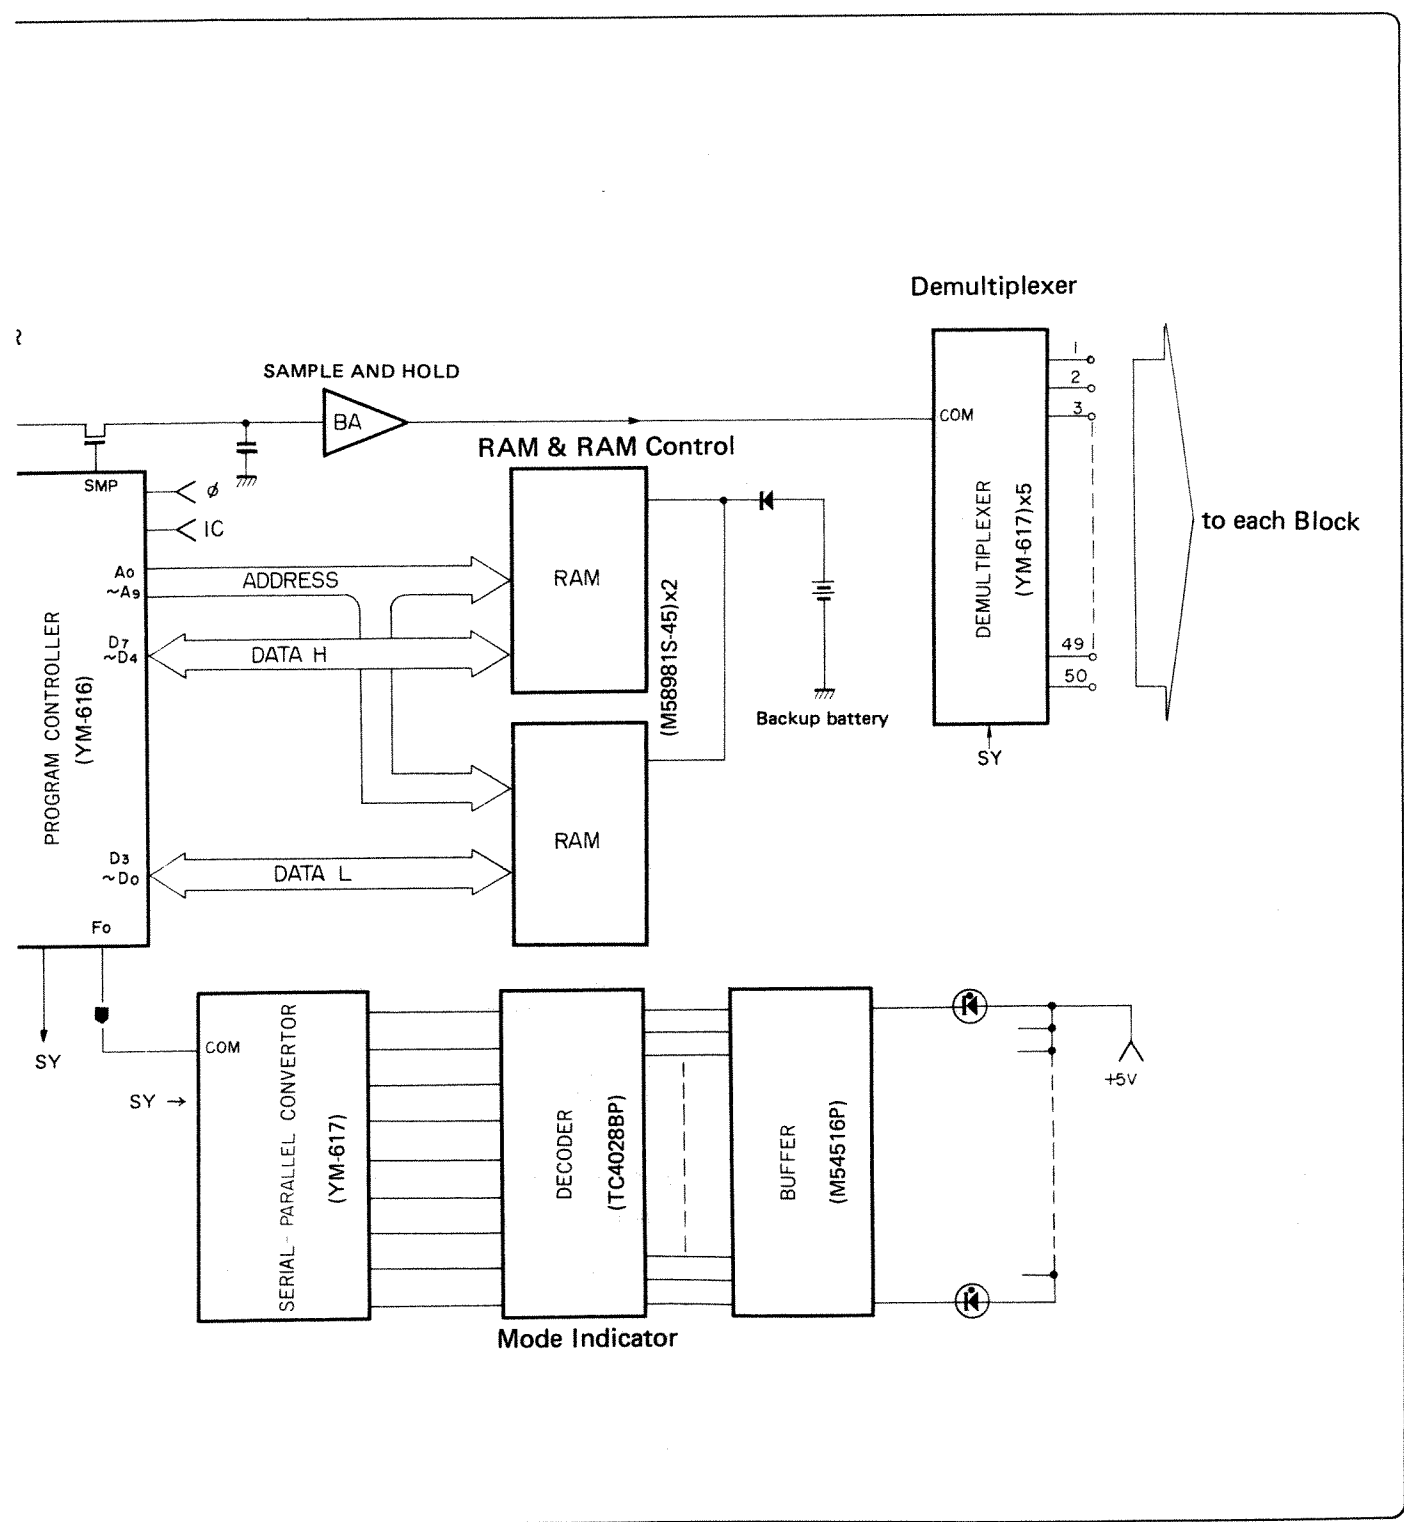 Demultiplexer
SAMPLE AND HOLD
BA
COM
1
2
3
49
50
DEMULTIPLEXER
(YM-617)x5
SY
to each Block
RAM & RAM Control
SMP
ø
IC
A0
~A9
ADDRESS
D7
~D4
DATA H
PROGRAM CONTROLLER
(YM-616)
RAM
(M58981S-45)x2
Backup battery
RAM
D3
~D0
DATA L
F0
SY
COM
SY →
SERIAL-PARALLEL CONVERTOR
(YM-617)
DECODER
(TC4028BP)
BUFFER
(M54516P)
+5V
Mode Indicator